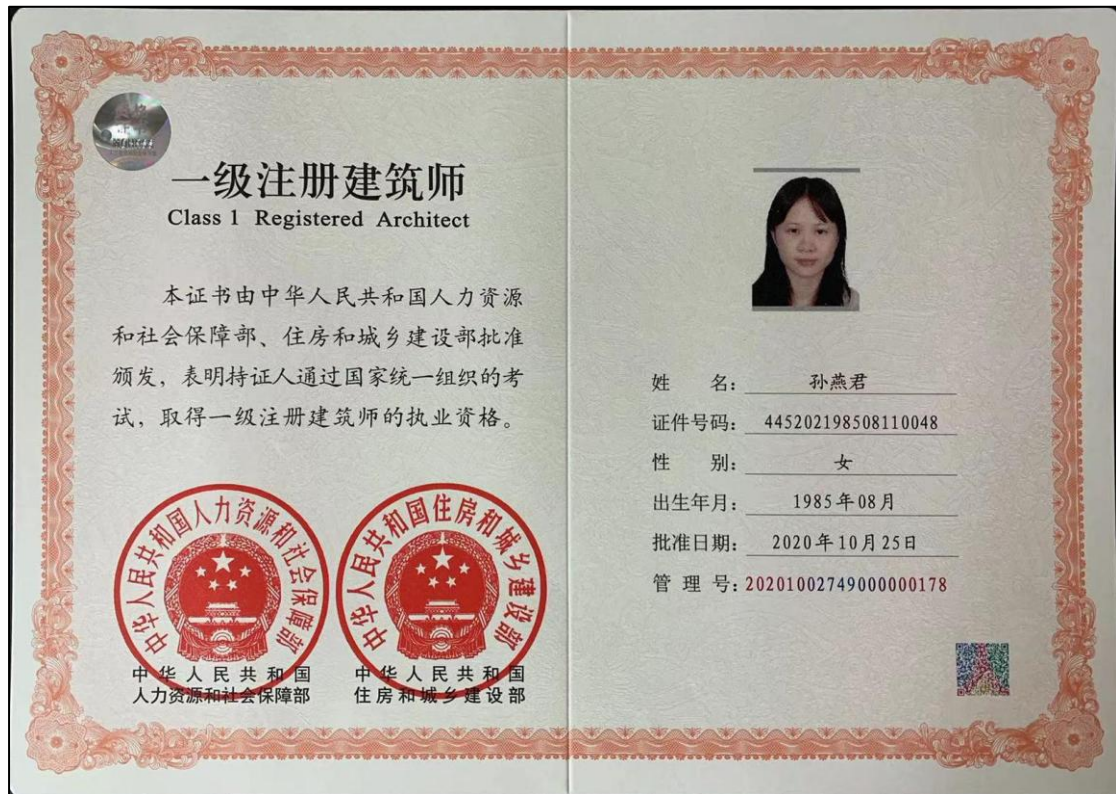 一级注册建筑师
Class 1 Registered Architect
本证书由中华人民共和国人力资源
和社会保障部、住房和城乡建设部批准
颁发，表明持证人通过国家统一组织的考
试，取得一级注册建筑师的执业资格。
中华人民共和国人力资源和社会保障部
中华人民共和国住房和城乡建设部
中华人民共和国
人力资源和社会保障部
中华人民共和国
住房和城乡建设部
姓 名：孙燕君
证件号码：445202198508110048
性 别：女
出生年月：1985年08月
批准日期：2020年10月25日
管 理 号：20201002749000000178